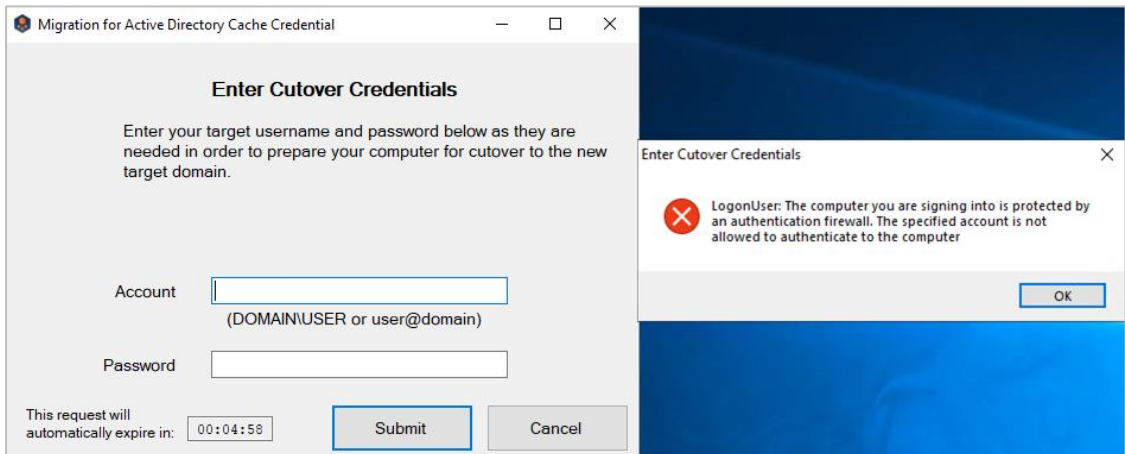 Migration for Active Directory Cache Credential
Enter Cutover Credentials
Enter your target username and password below as they are
needed in order to prepare your computer for cutover to the new
target domain.
Account
(DOMAIN\USER or user@domain)
Password
This request will
automatically expire in:
00:04:58
Submit
Cancel
Enter Cutover Credentials
LogonUser: The computer you are signing into is protected by
an authentication firewall. The specified account is not
allowed to authenticate to the computer
OK